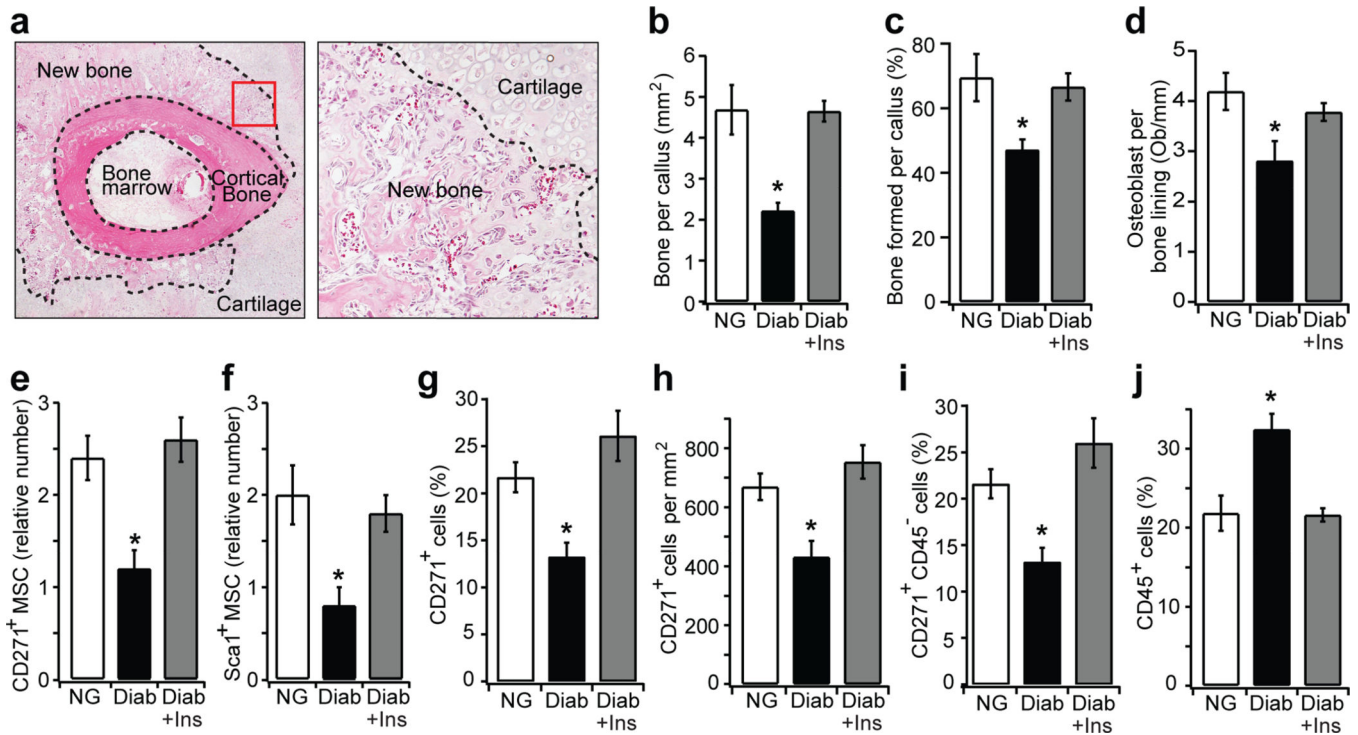 a
New bone
Bone
marrow
Cortical
Bone
Cartilage
Cartilage
New bone
b
Bone per callus (mm²)
6
5
4
3
2
1
0
*
NG Diab Diab
+Ins
c
Bone formed per callus (%)
80
60
40
20
0
*
NG Diab Diab
+Ins
d
Osteoblast per
bone lining (Ob/mm)
5
4
3
2
1
0
*
NG Diab Diab
+Ins
e
CD271⁺ MSC (relative number)
3
2
1
0
*
NG Diab Diab
+Ins
f
Sca1⁺ MSC (relative number)
3
2
1
0
*
NG Diab Diab
+Ins
g
CD271⁺ cells (%)
30
25
20
15
10
5
0
*
NG Diab Diab
+Ins
h
CD271⁺ cells per mm²
800
600
400
200
0
*
NG Diab Diab
+Ins
i
CD271⁺ CD45⁻ cells (%)
30
25
20
15
10
5
0
*
NG Diab Diab
+Ins
j
CD45⁺ cells (%)
30
20
10
0
*
NG Diab Diab
+Ins